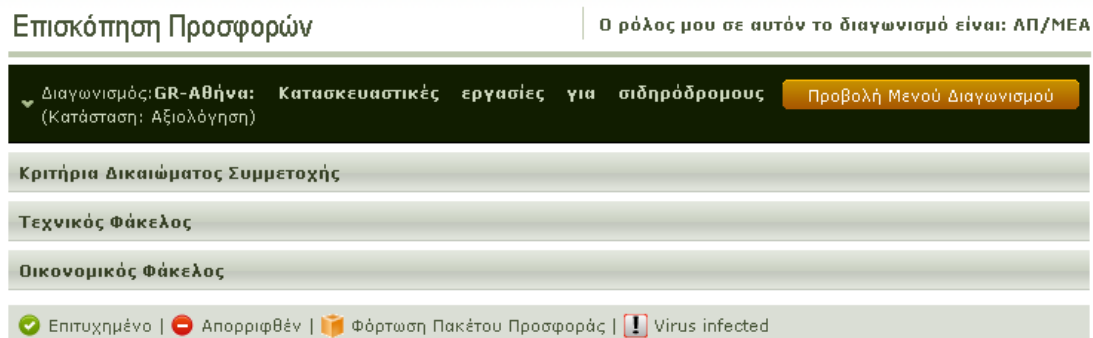 Επισκόπηση Προσφορών
Ο ρόλος μου σε αυτόν το διαγωνισμό είναι: ΑΠ/ΜΕΑ
Διαγωνισμός:GR-Αθήνα: Κατασκευαστικές εργασίες για σιδηρόδρομους
(Κατάσταση: Αξιολόγηση)
Προβολή Μενού Διαγωνισμού
Κριτήρια Δικαιώματος Συμμετοχής
Τεχνικός Φάκελος
Οικονομικός Φάκελος
Επιτυχημένο | Απορριφθέν | Φόρτωση Πακέτου Προσφοράς | Virus infected